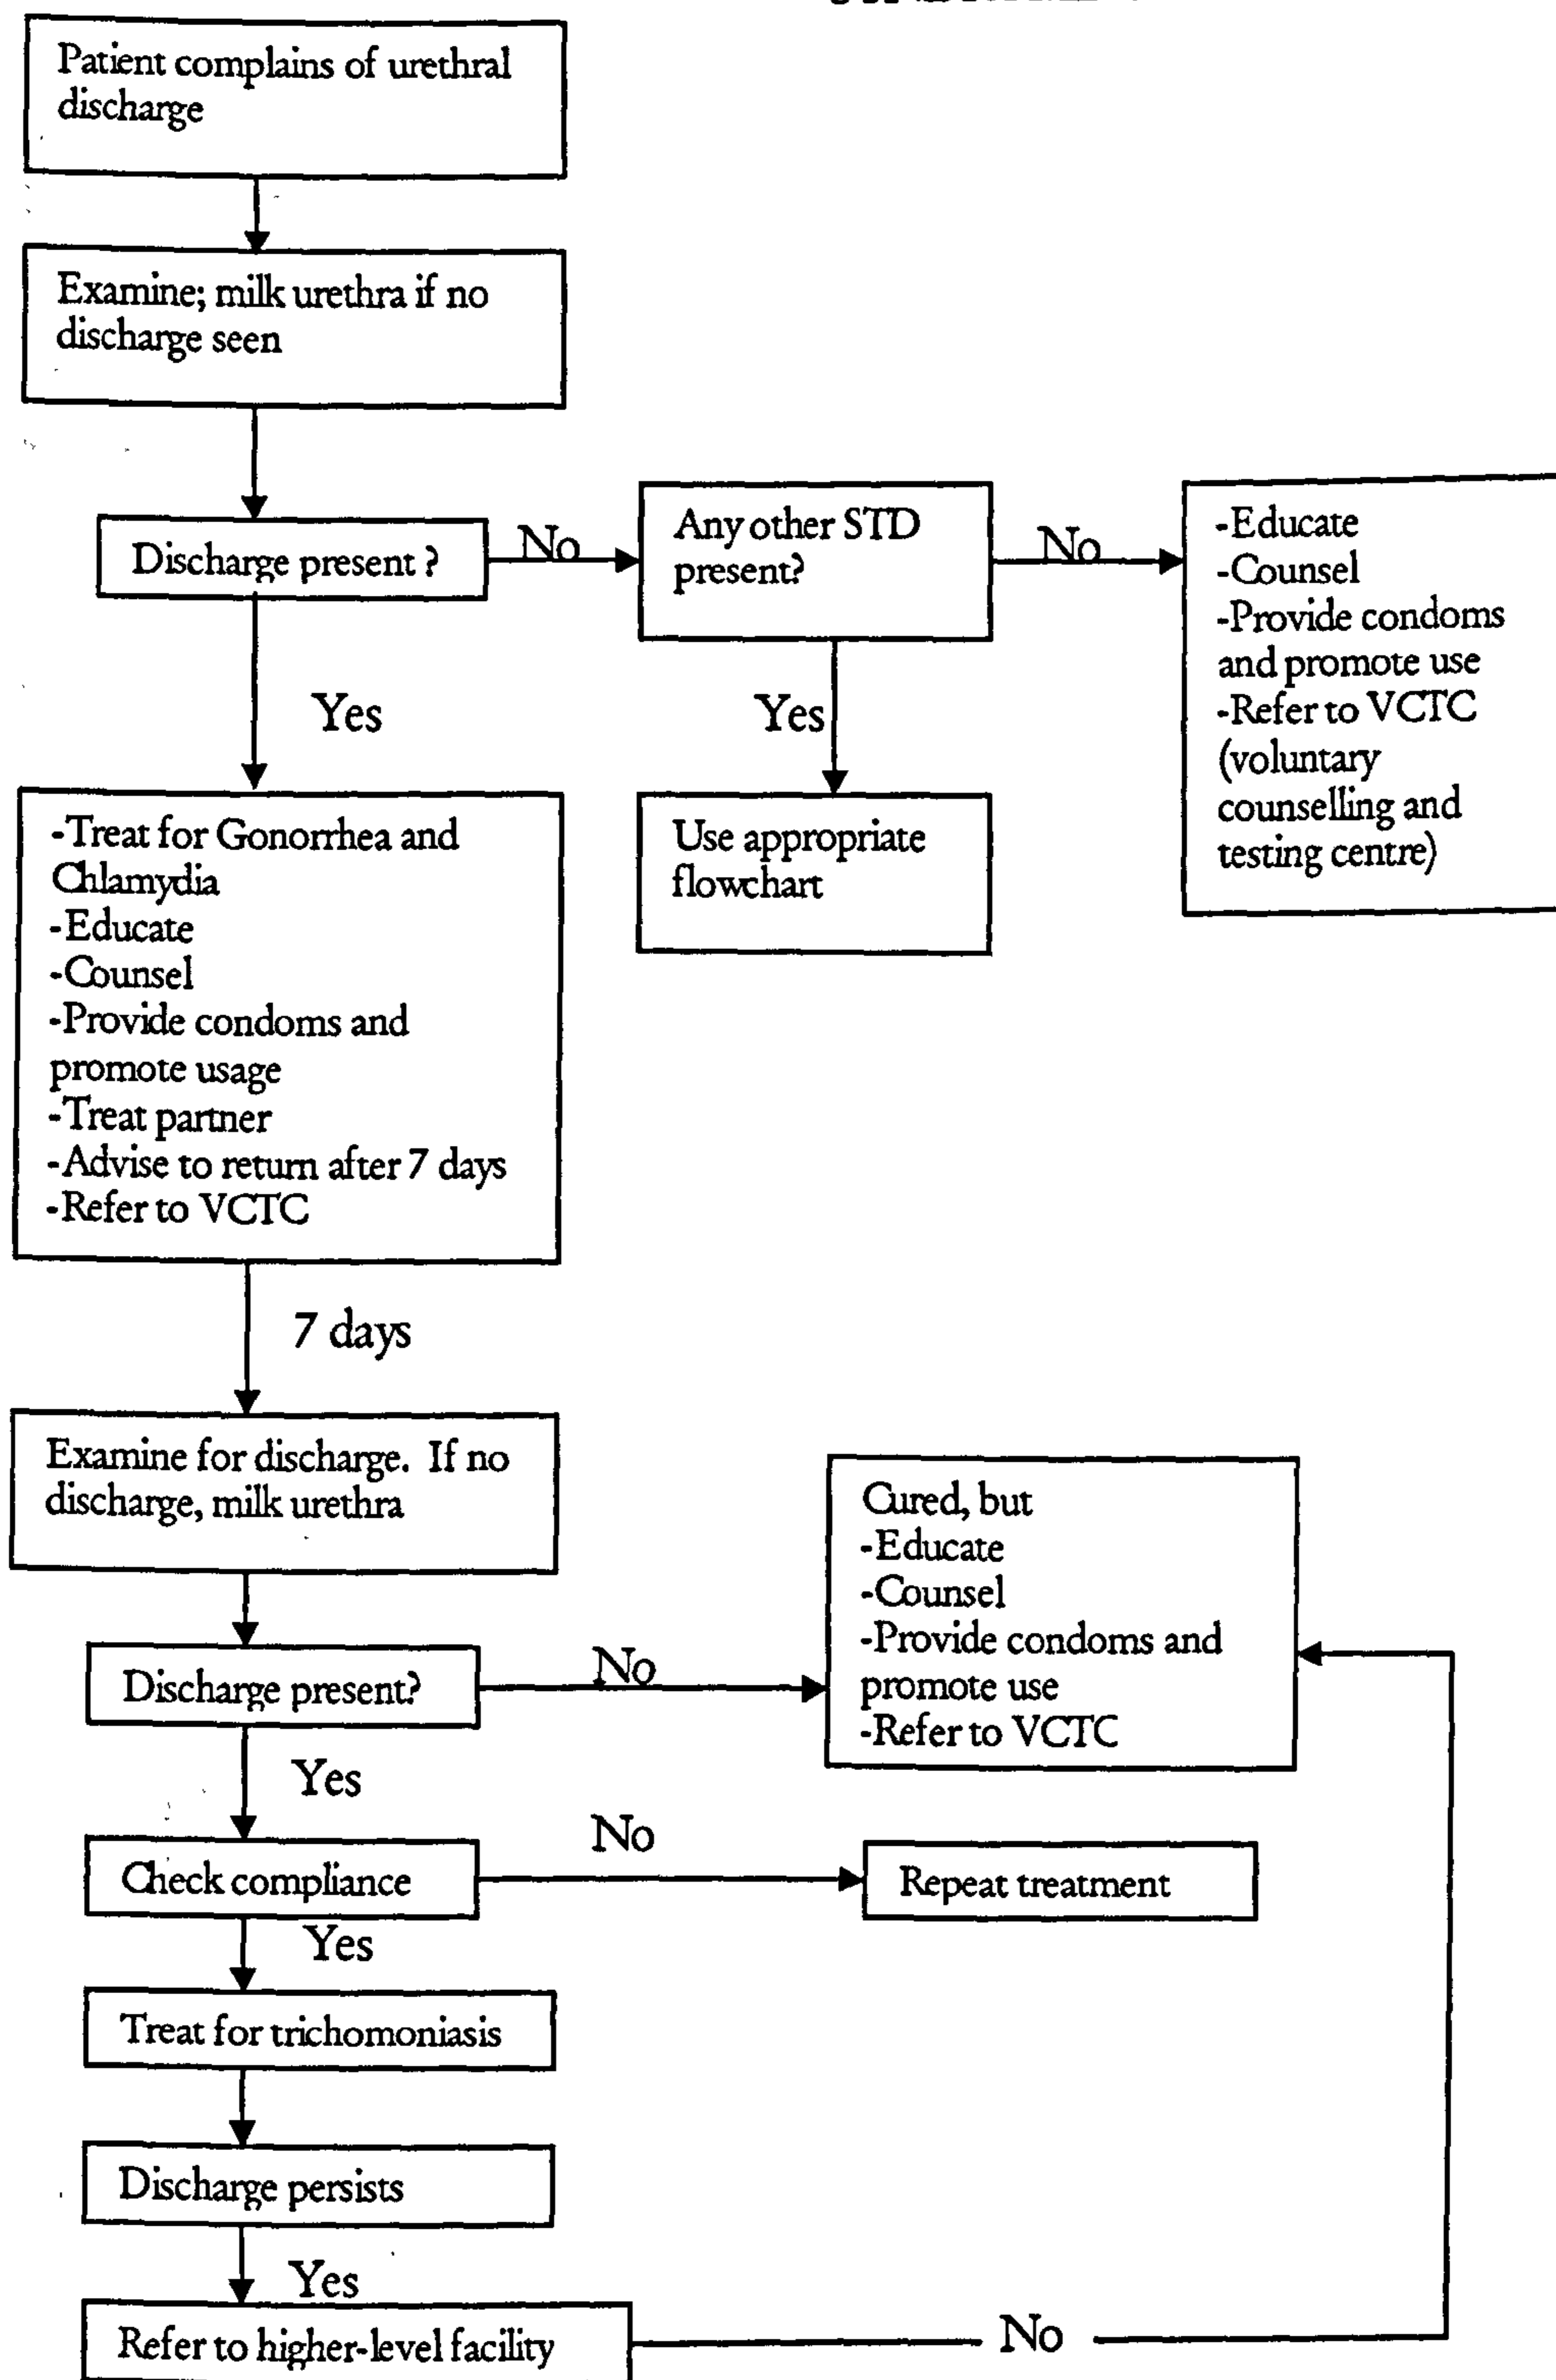 Patient complains of urethral
discharge
Examine; milk urethra if no
discharge seen
Discharge present ?
No
Any other STD
present?
No
-Educate
-Counsel
-Provide condoms
and promote use
-Refer to VCTC
(voluntary
counselling and
testing centre)
Yes
Yes
-Treat for Gonorrhea and
Chlamydia
-Educate
-Counsel
-Provide condoms and
promote usage
-Treat partner
-Advise to return after 7 days
-Refer to VCTC
Use appropriate
flowchart
7 days
Examine for discharge. If no
discharge, milk urethra
Cured, but
-Educate
-Counsel
-Provide condoms and
promote use
-Refer to VCTC
Discharge present?
No
Yes
Check compliance
No
Repeat treatment
Yes
Treat for trichomoniasis
Discharge persists
Yes
Refer to higher-level facility
No